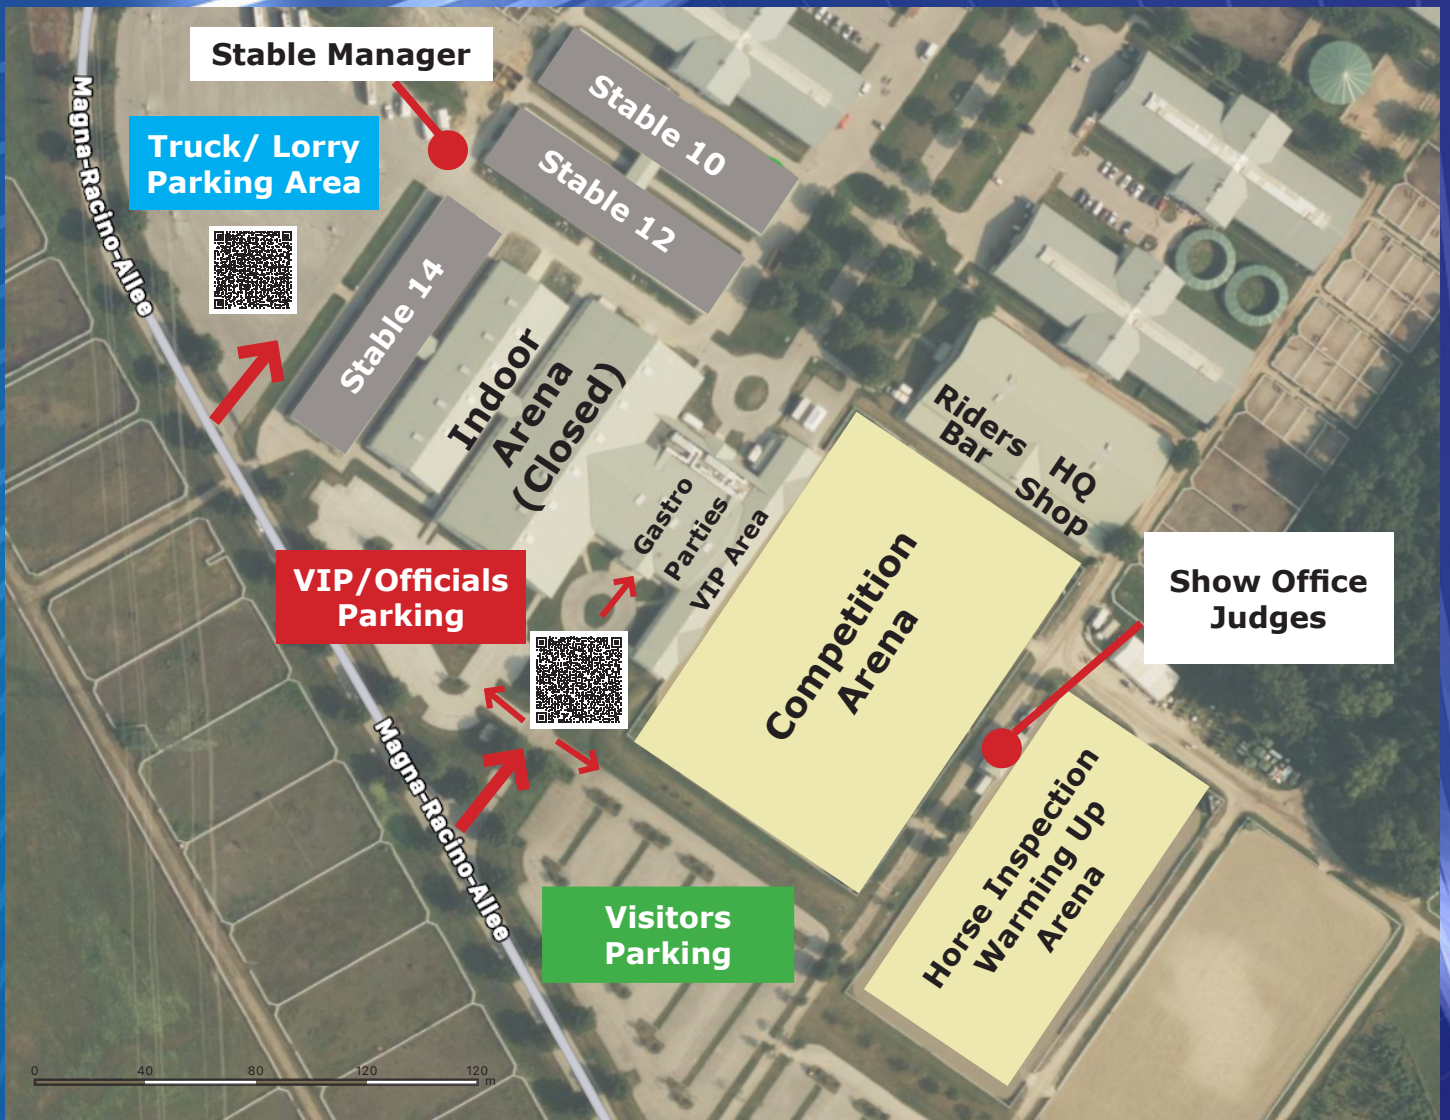 Stable Manager
Magna-Racino-Allee
Truck/ Lorry
Parking Area
Stable 10
Stable 12
Stable 14
Indoor
Arena
(Closed)
Riders
Bar
HQ
Shop
Gastro
Parties
VIP Area
VIP/Officials
Parking
Competition
Arena
Show Office
Judges
Magna-Racino-Allee
Horse Inspection
Warming Up
Arena
Visitors
Parking
0 40 80 120 120 m